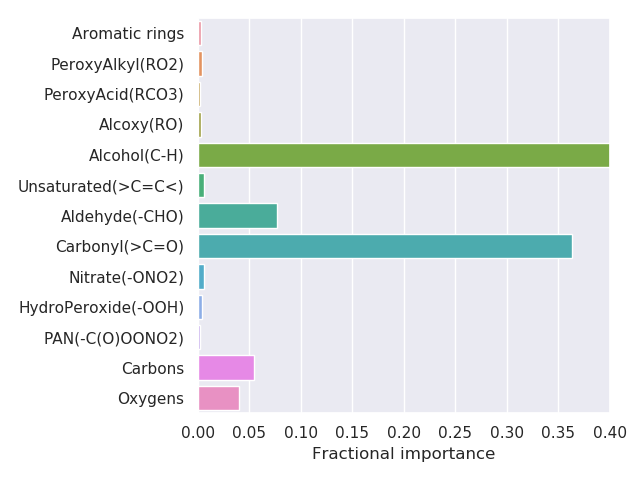 Aromatic rings
PeroxyAlkyl(RO2)
PeroxyAcid(RCO3)
Alcoxy(RO)
Alcohol(C-H)
Unsaturated(>C=C<)
Aldehyde(-CHO)
Carbonyl(>C=O)
Nitrate(-ONO2)
HydroPeroxide(-OOH)
PAN(-C(O)OONO2)
Carbons
Oxygens
0.00 0.05 0.10 0.15 0.20 0.25 0.30 0.35 0.40
Fractional importance